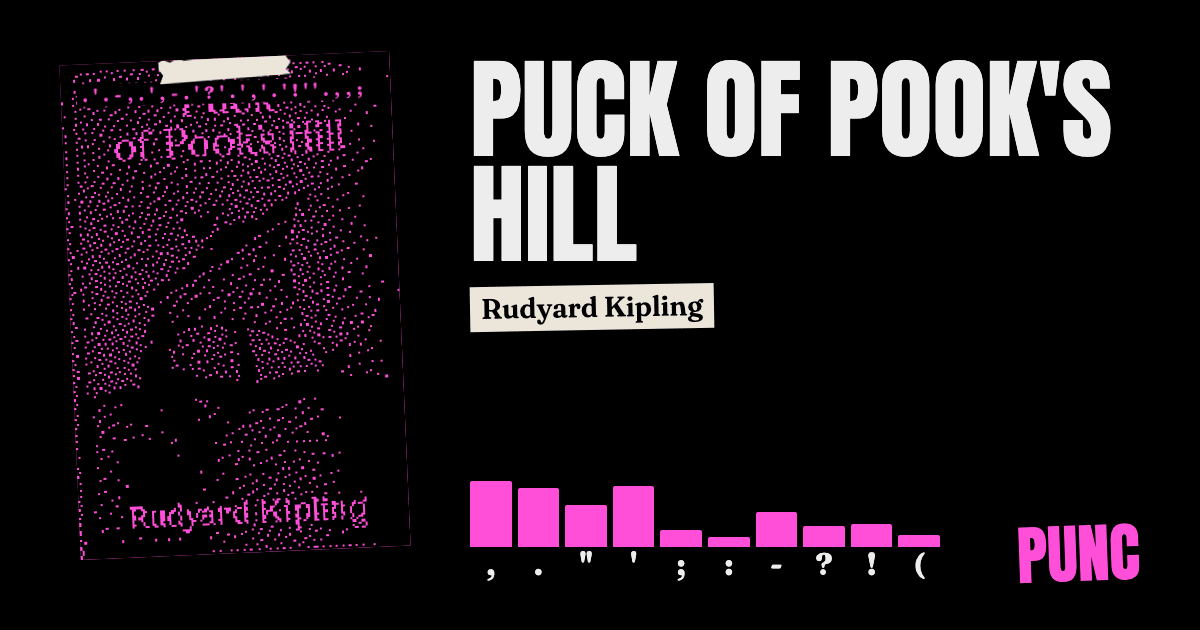 of Pook's Hill
Rudyard Kipling
PUCK OF POOK'S
HILL
Rudyard Kipling
, . " ' ; : - ? ! (
PUNC